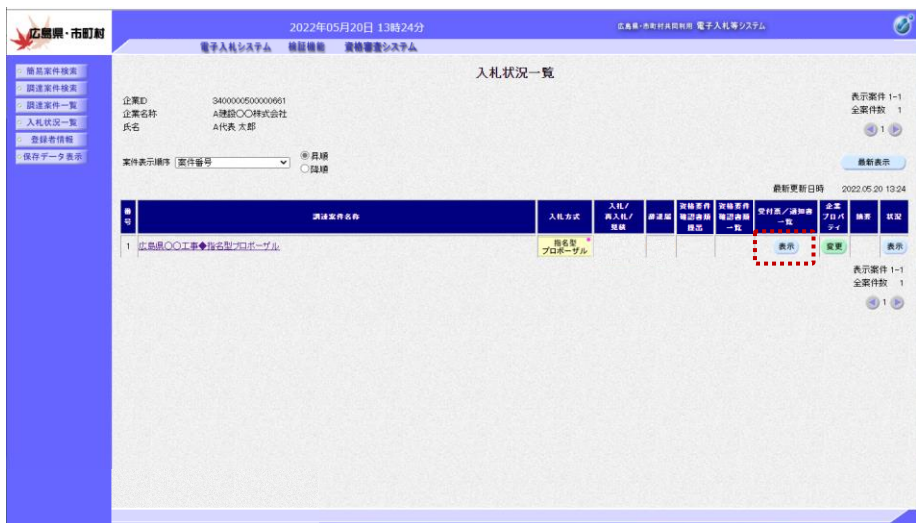 広島県・市町村
2022年05月20日 13時24分
広島県・市町村共同利用 電子入札等システム
電子入札システム 検証機能 資格審査システム
簡易案件検索
調達案件検索
調達案件一覧
入札状況一覧
登録者情報
保存データ表示
入札状況一覧
企業ID 3400000500000661
企業名称 A建設〇〇株式会社
氏名 A代表 太郎
表示案件 1-1
全案件数 1
1
案件表示順序 案件番号
昇順
降順
最新表示
最新更新日時 2022.05.20 13:24
番号 調達案件名称 入札方式 入札/再入札/見積 辞退届 資格要件確認書類提出 資格要件確認書類一覧 受付票/通知書一覧 企業プロパティ 摘要 状況
1 広島県〇〇工事◆指名型プロポーザル 指名型プロポーザル 表示 変更 表示
表示案件 1-1
全案件数 1
1